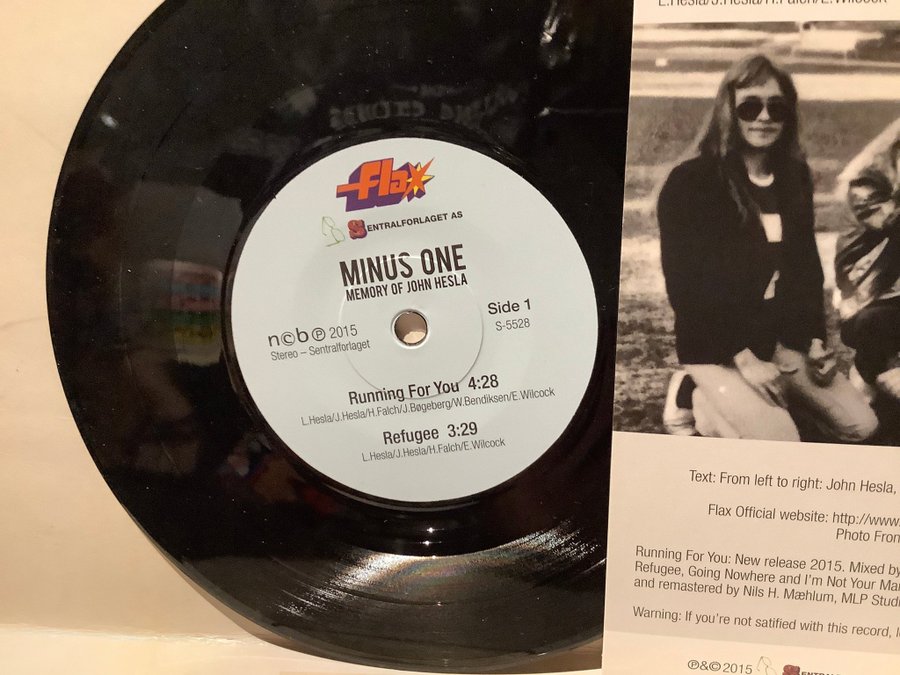 Flax
SENTRALFORLAGET AS
MINUS ONE
MEMORY OF JOHN HESLA
Side 1
S-5528
n©b℗ 2015
Stereo – Sentralforlaget
Running For You 4:28
L.Hesla/J.Hesla/H.Falch/J.Bøgeberg/W.Bendiksen/E.Wilcock
Refugee 3:29
L.Hesla/J.Hesla/H.Falch/E.Wilcock
L.Hesla/J.Hesla/H.Falch/E.Wilcock
Text: From left to right: John Hesla,
Flax Official website: http://www.
Photo Fron
Running For You: New release 2015. Mixed by
Refugee, Going Nowhere and I'm Not Your Mar
and remastered by Nils H. Mæhlum, MLP Studi
Warning: If you're not satified with this record, l
℗&© 2015 SENTRALF